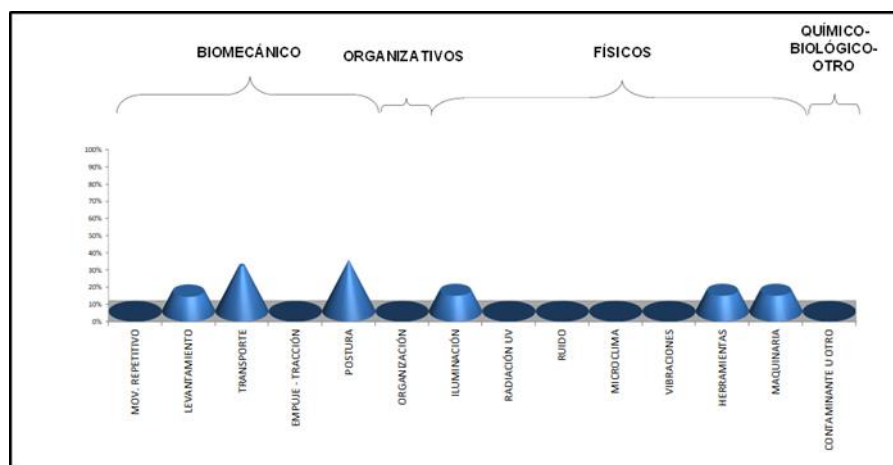 BIOMECÁNICO
ORGANIZATIVOS
FÍSICOS
QUÍMICO-
BIOLÓGICO-
OTRO
100%
90%
80%
70%
60%
50%
40%
30%
20%
10%
0%
MOV. REPETITIVO
LEVANTAMIENTO
TRANSPORTE
EMPUJE - TRACCIÓN
POSTURA
ORGANIZACIÓN
ILUMINACIÓN
RADIACIÓN UV
RUIDO
MICROCLIMA
VIBRACIONES
HERRAMIENTAS
MAQUINARIA
CONTAMINANTE U OTRO